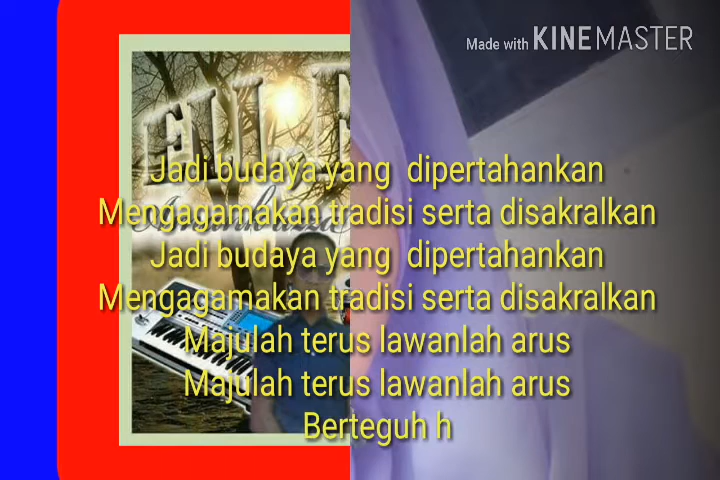 Made with KINEMASTER
Jadi budaya yang dipertahankan
Mengagamakan tradisi serta disakralkan
Jadi budaya yang dipertahankan
Mengagamakan tradisi serta disakralkan
Majulah terus lawanlah arus
Majulah terus lawanlah arus
Berteguh h